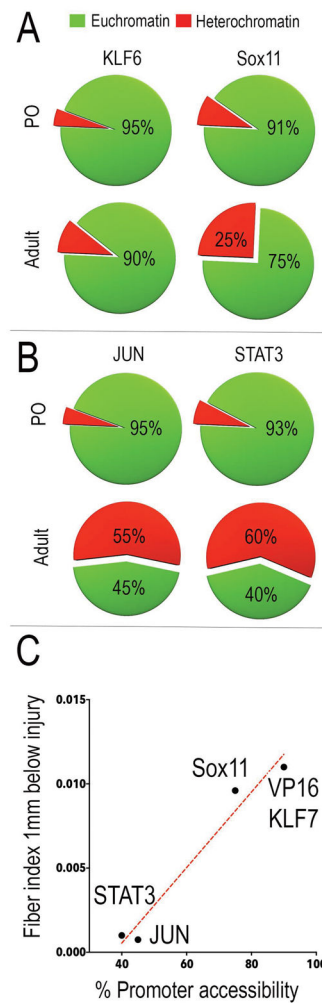 A
Euchromatin Heterochromatin
KLF6 Sox11
PO 95% 91%
Adult 90% 25% 75%
B
JUN STAT3
PO 95% 93%
Adult 55% 45% 60% 40%
C
Fiber index 1mm below injury
0.015
0.010
0.005
0.000
Sox11
VP16
KLF7
STAT3
JUN
40 60 80 100
% Promoter accessibility